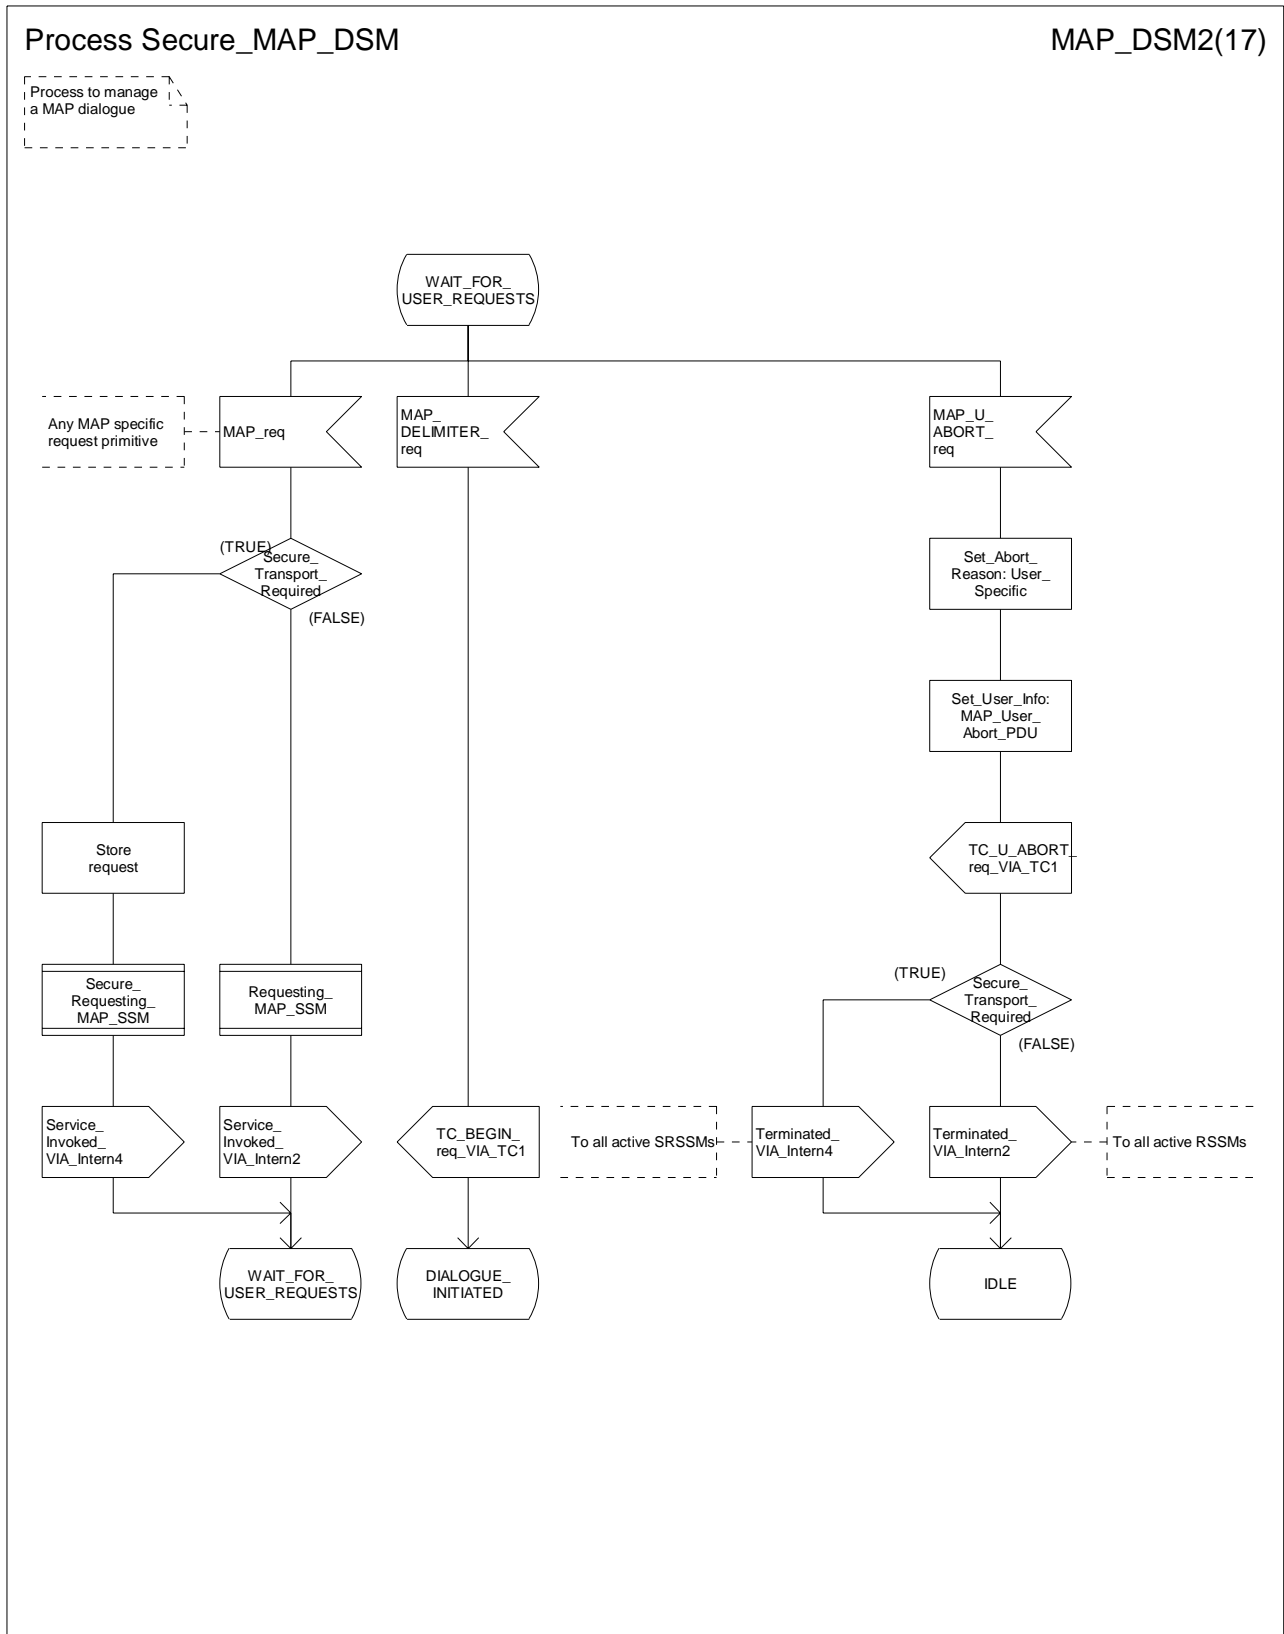 Process Secure_MAP_DSM
MAP_DSM2(17)
Process to manage
a MAP dialogue
WAIT_FOR_
USER_REQUESTS
Any MAP specific
request primitive
MAP_req
MAP_
DELIMITER_
req
MAP_U_
ABORT_
req
(TRUE)
Secure_
Transport_
Required
(FALSE)
Set_Abort_
Reason: User_
Specific
Set_User_Info:
MAP_User_
Abort_PDU
Store
request
TC_U_ABORT_
req_VIA_TC1
Secure_
Requesting_
MAP_SSM
Requesting_
MAP_SSM
(TRUE)
Secure_
Transport_
Required
(FALSE)
Service_
Invoked_
VIA_Intern4
Service_
Invoked_
VIA_Intern2
TC_BEGIN_
req_VIA_TC1
To all active SRSSMs
Terminated_
VIA_Intern4
Terminated_
VIA_Intern2
To all active RSSMs
WAIT_FOR_
USER_REQUESTS
DIALOGUE_
INITIATED
IDLE